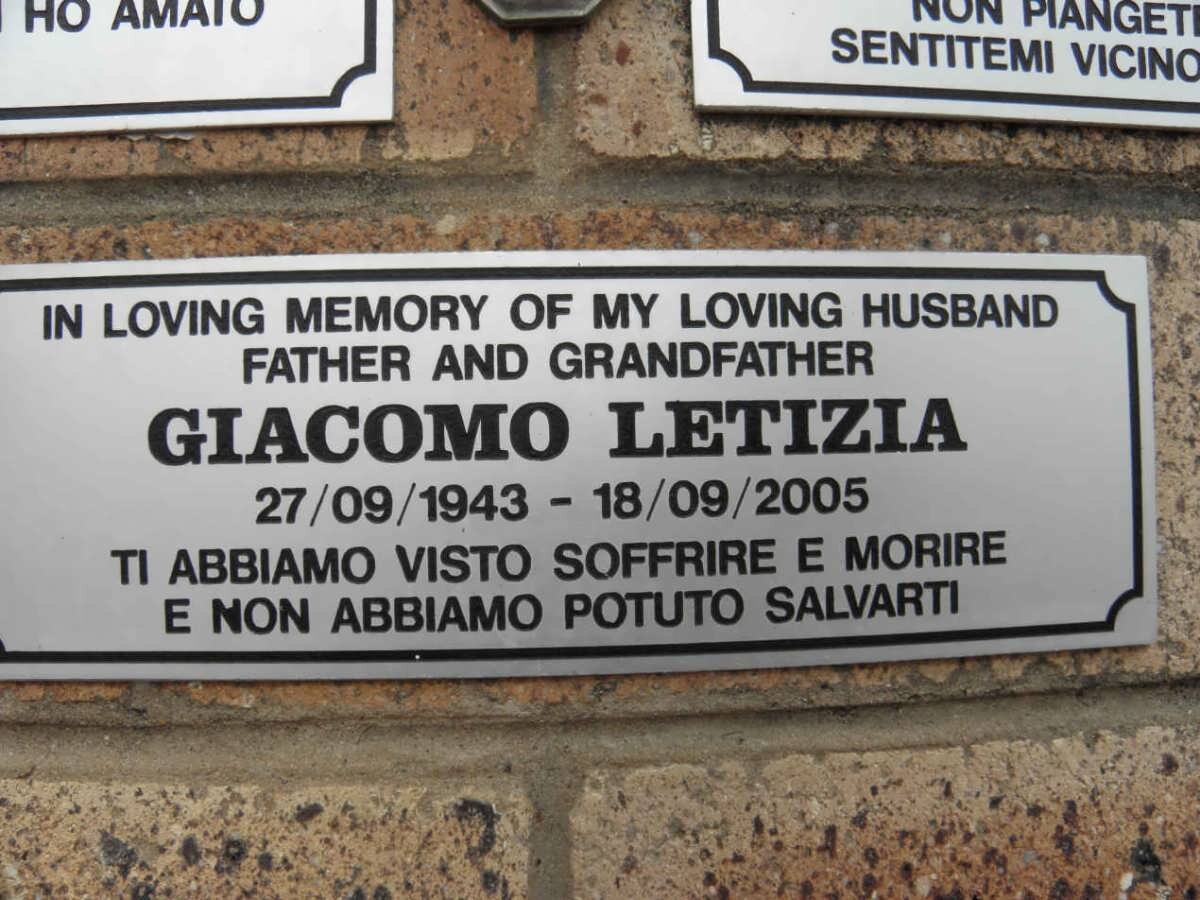 HO AMATO
NON PIANGETE
SENTITEMI VICINO
IN LOVING MEMORY OF MY LOVING HUSBAND
FATHER AND GRANDFATHER
GIACOMO LETIZIA
27/09/1943 - 18/09/2005
TI ABBIAMO VISTO SOFFRIRE E MORIRE
E NON ABBIAMO POTUTO SALVARTI